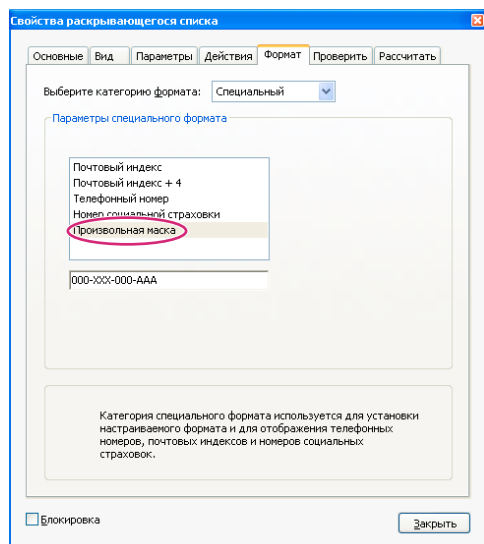 Свойства раскрывающегося списка
Основные Вид Параметры Действия Формат Проверить Рассчитать
Выберите категорию формата: Специальный
Параметры специального формата
Почтовый индекс
Почтовый индекс + 4
Телефонный номер
Номер социальной страховки
Произвольная маска
000-XXX-000-AAA
Категория специального формата используется для установки
настраиваемого формата и для отображения телефонных
номеров, почтовых индексов и номеров социальных
страховок.
Блокировка
Закрыть